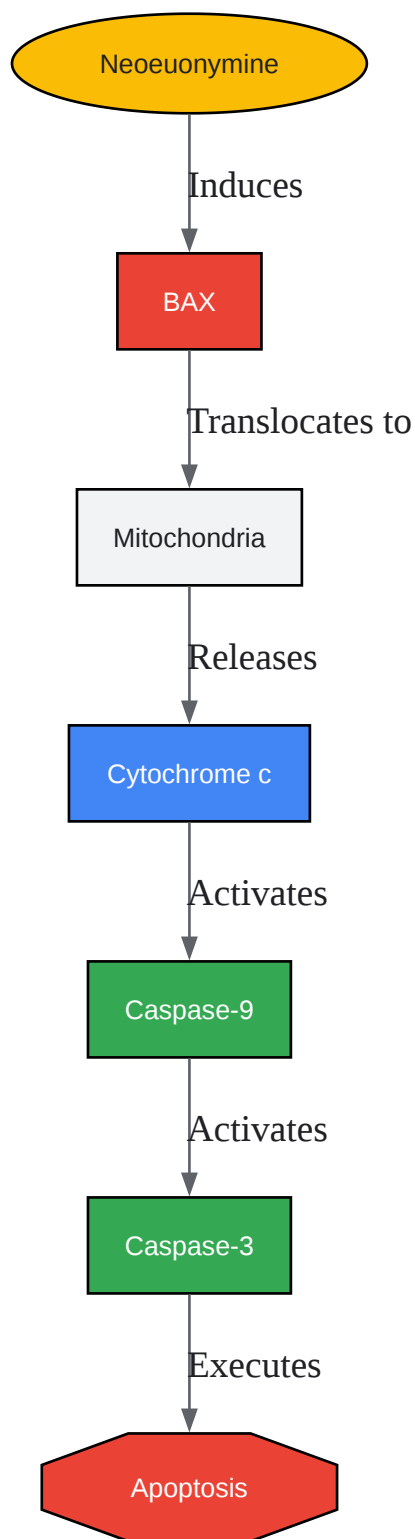 Neoeuonymine
Induces
BAX
Translocates to
Mitochondria
Releases
Cytochrome c
Activates
Caspase-9
Activates
Caspase-3
Executes
Apoptosis